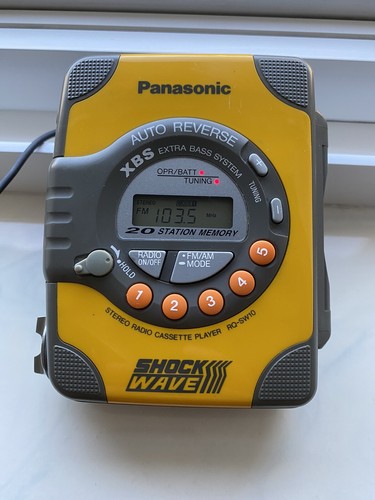 Panasonic
AUTO REVERSE
XBS EXTRA BASS SYSTEM
OPR/BATT
TUNING
+
TUNING
−
FM 103.5 MHz
20 STATION MEMORY
RADIO
ON/OFF
•FM/AM
▬MODE
HOLD
1
2
3
4
5
STEREO RADIO CASSETTE PLAYER RQ-SW10
SHOCK
WAVE